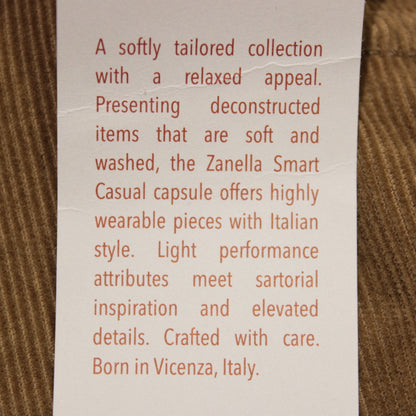 A softly tailored collection
with a relaxed appeal.
Presenting deconstructed
items that are soft and
washed, the Zanella Smart
Casual capsule offers highly
wearable pieces with Italian
style. Light performance
attributes meet sartorial
inspiration and elevated
details. Crafted with care.
Born in Vicenza, Italy.